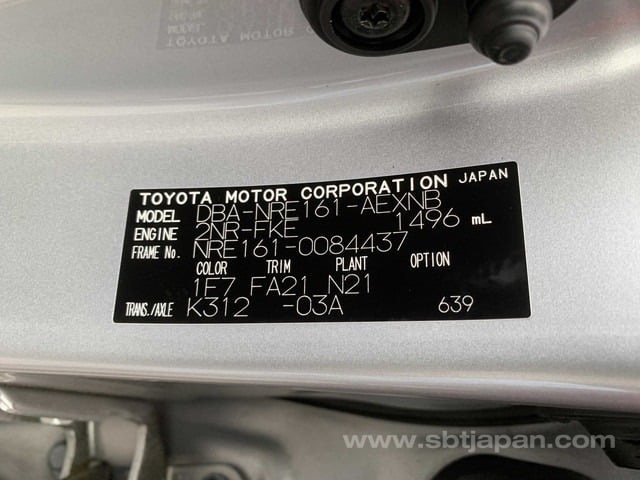 TOYOTA MOTOR CORPORATION JAPAN
MODEL DBA-NRE161-AEXNB
ENGINE 2NR-FKE 1496 mL
FRAME No. NRE161-0084437
COLOR TRIM PLANT OPTION
1F7 FA21 N21
TRANS./AXLE K312 -03A 639
www.sbtjapan.com